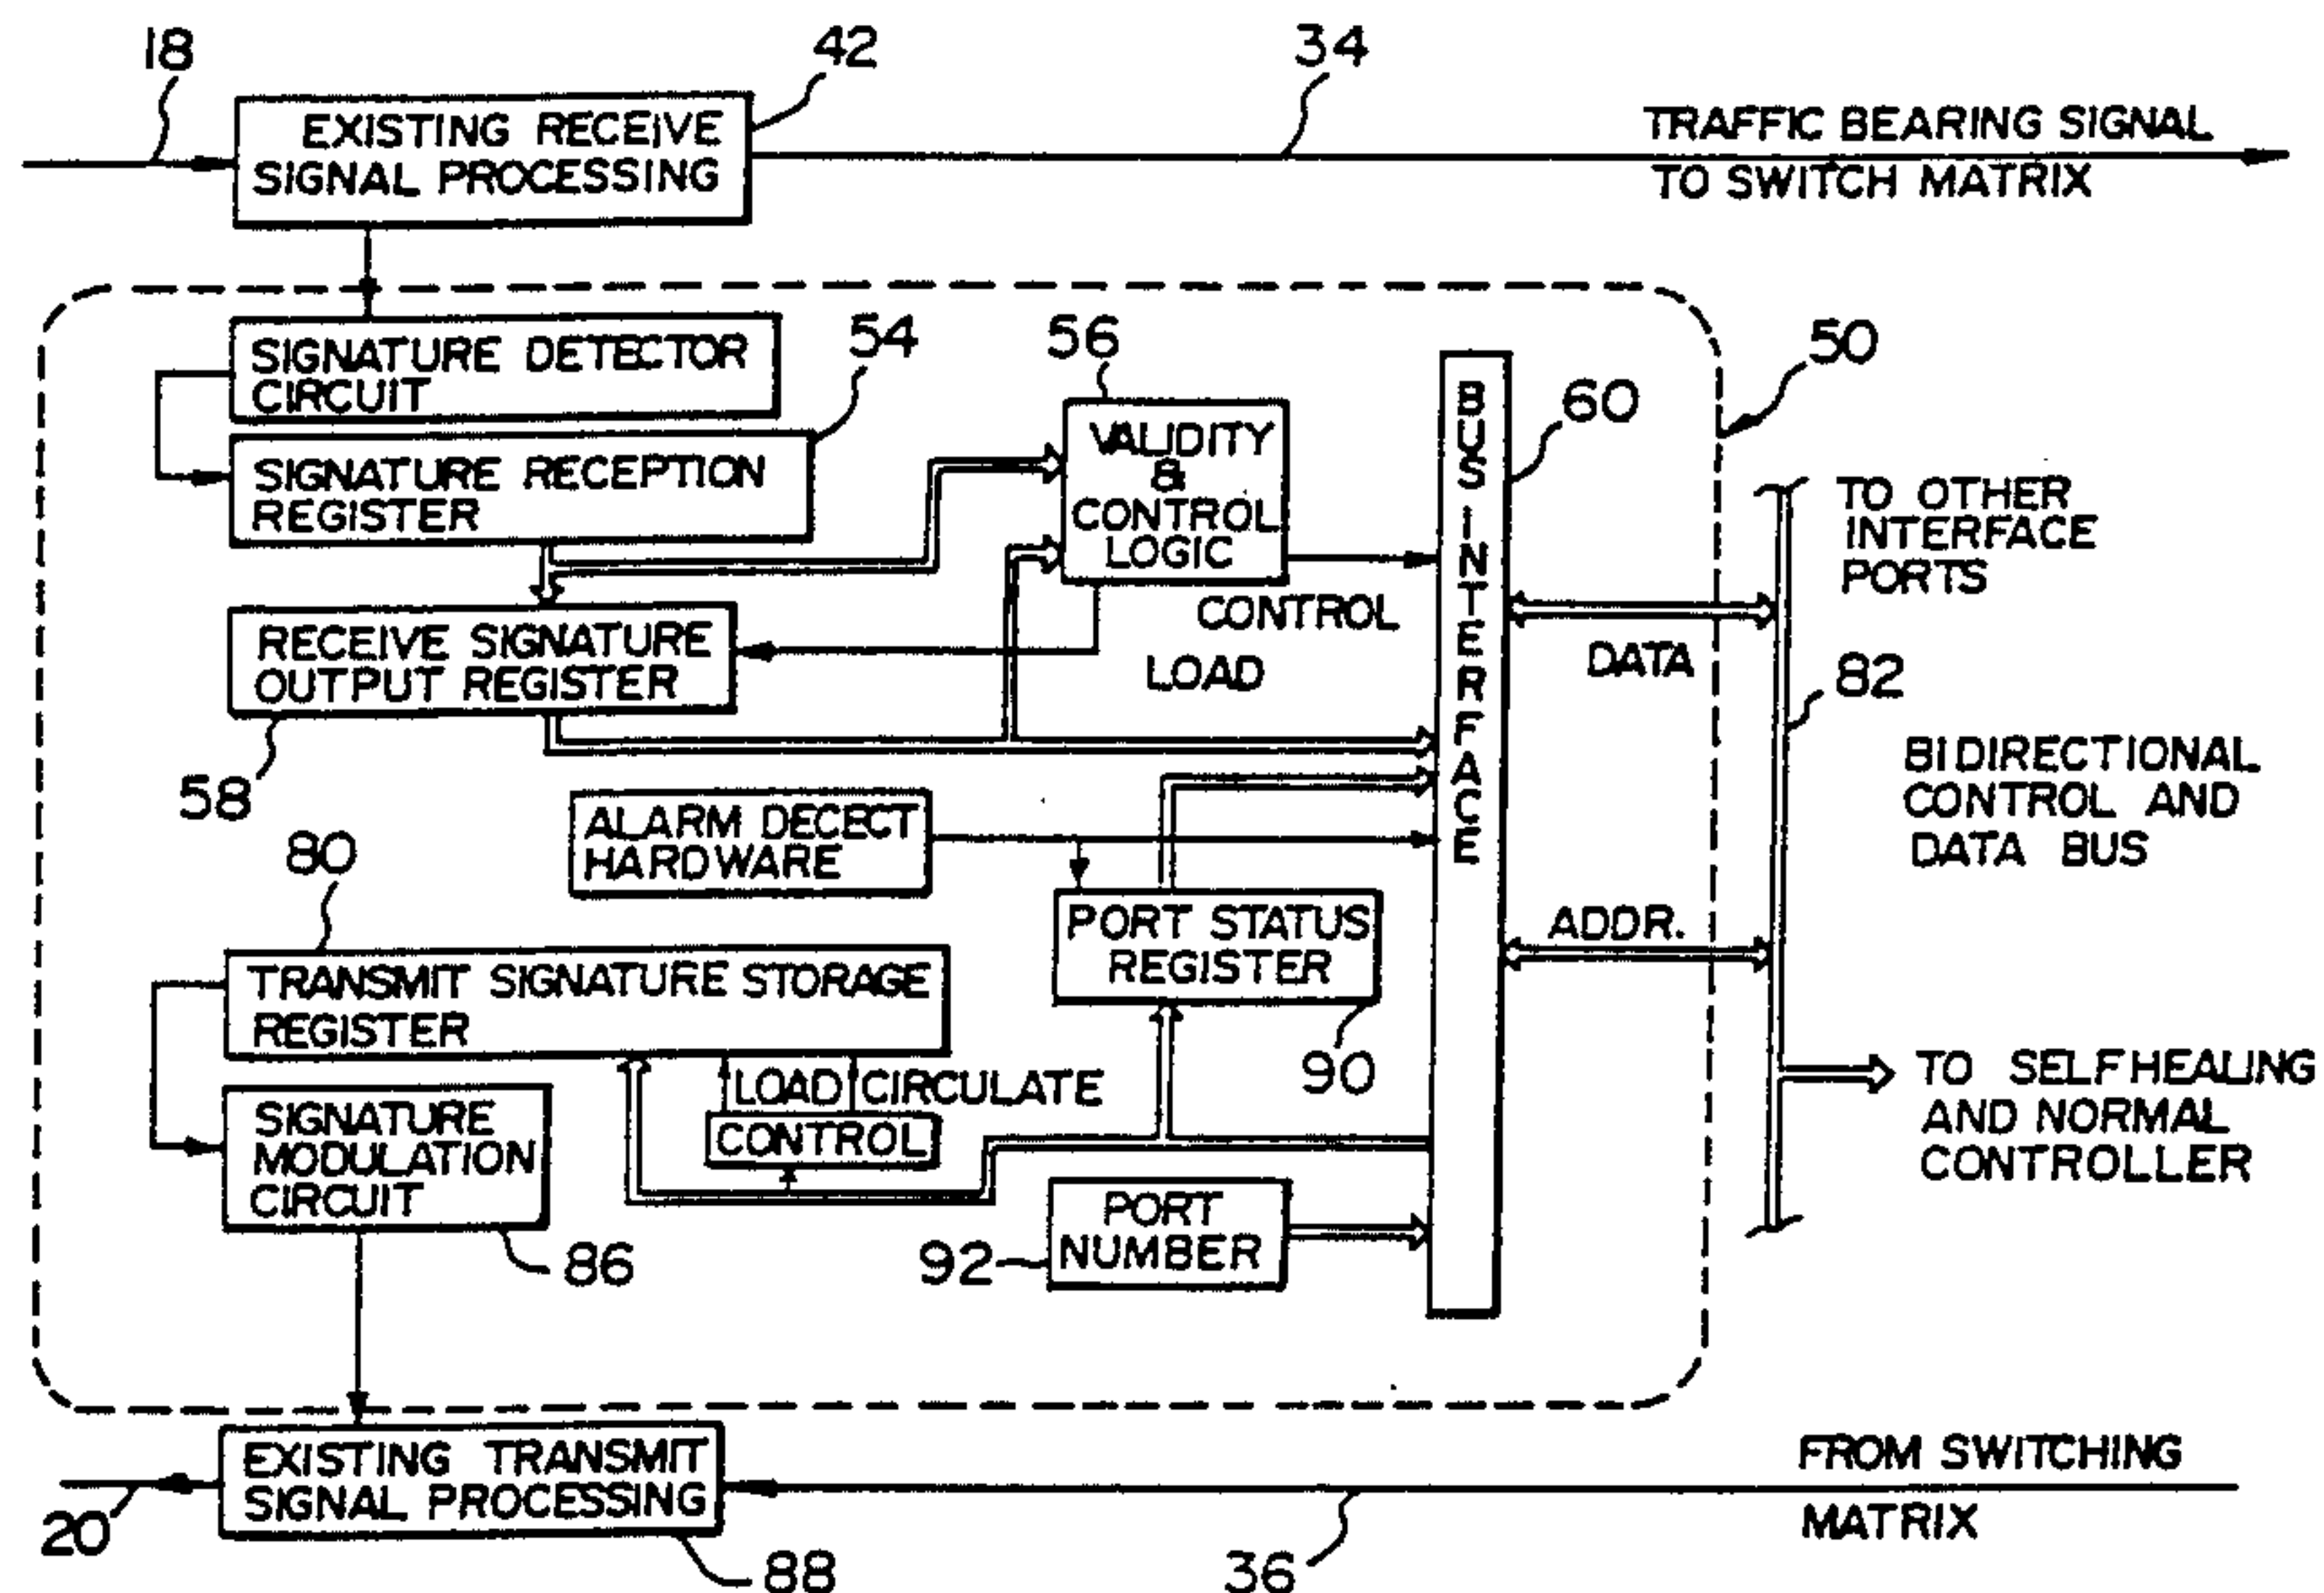 18
42
34
EXISTING RECEIVE
SIGNAL PROCESSING
TRAFFIC BEARING SIGNAL
TO SWITCH MATRIX
SIGNATURE DETECTOR
CIRCUIT
54
SIGNATURE RECEPTION
REGISTER
56
VALIDITY
&
CONTROL
LOGIC
BUS INTERFACE
60
50
TO OTHER
INTERFACE
PORTS
CONTROL
LOAD
DATA
82
RECEIVE SIGNATURE
OUTPUT REGISTER
58
BIDIRECTIONAL
CONTROL AND
DATA BUS
ALARM DECECT
HARDWARE
80
PORT STATUS
REGISTER
90
ADDR.
TRANSMIT SIGNATURE STORAGE
REGISTER
LOAD
CIRCULATE
CONTROL
TO SELFHEALING
AND NORMAL
CONTROLLER
SIGNATURE
MODULATION
CIRCUIT
86
PORT
NUMBER
92
EXISTING TRANSMIT
SIGNAL PROCESSING
20
88
36
FROM SWITCHING
MATRIX